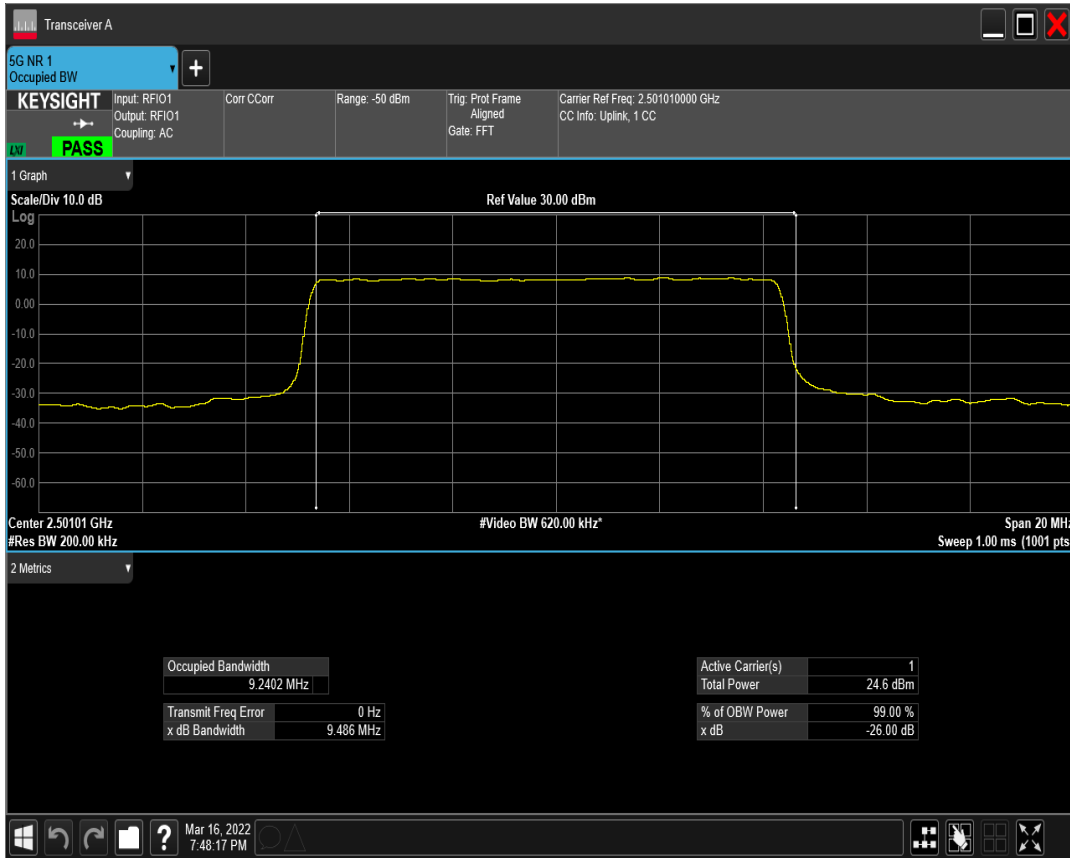 Transceiver A
5G NR 1
Occupied BW
+
KEYSIGHT
LXI
PASS
Input: RFIO1
Output: RFIO1
Coupling: AC
Corr CCorr
Range: -50 dBm
Trig: Prot Frame
Aligned
Gate: FFT
Carrier Ref Freq: 2.501010000 GHz
CC Info: Uplink, 1 CC
1 Graph
Scale/Div 10.0 dB
Ref Value 30.00 dBm
Log
20.0
10.0
0.00
-10.0
-20.0
-30.0
-40.0
-50.0
-60.0
Center 2.50101 GHz
#Video BW 620.00 kHz*
Span 20 MHz
#Res BW 200.00 kHz
Sweep 1.00 ms (1001 pts
2 Metrics
Occupied Bandwidth
9.2402 MHz
Transmit Freq Error 0 Hz
x dB Bandwidth 9.486 MHz
Active Carrier(s) 1
Total Power 24.6 dBm
% of OBW Power 99.00 %
x dB -26.00 dB
?
Mar 16, 2022
7:48:17 PM